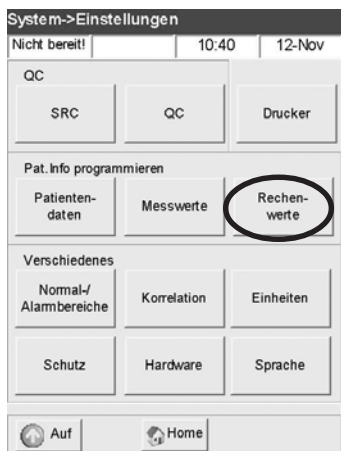 System->Einstellungen
Nicht bereit! 10:40 12-Nov
QC
SRC QC Drucker
Pat. Info programmieren
Patienten-
daten
Messwerte
Rechen-
werte
Verschiedenes
Normal-/
Alarmbereiche
Korrelation
Einheiten
Schutz Hardware Sprache
Auf Home